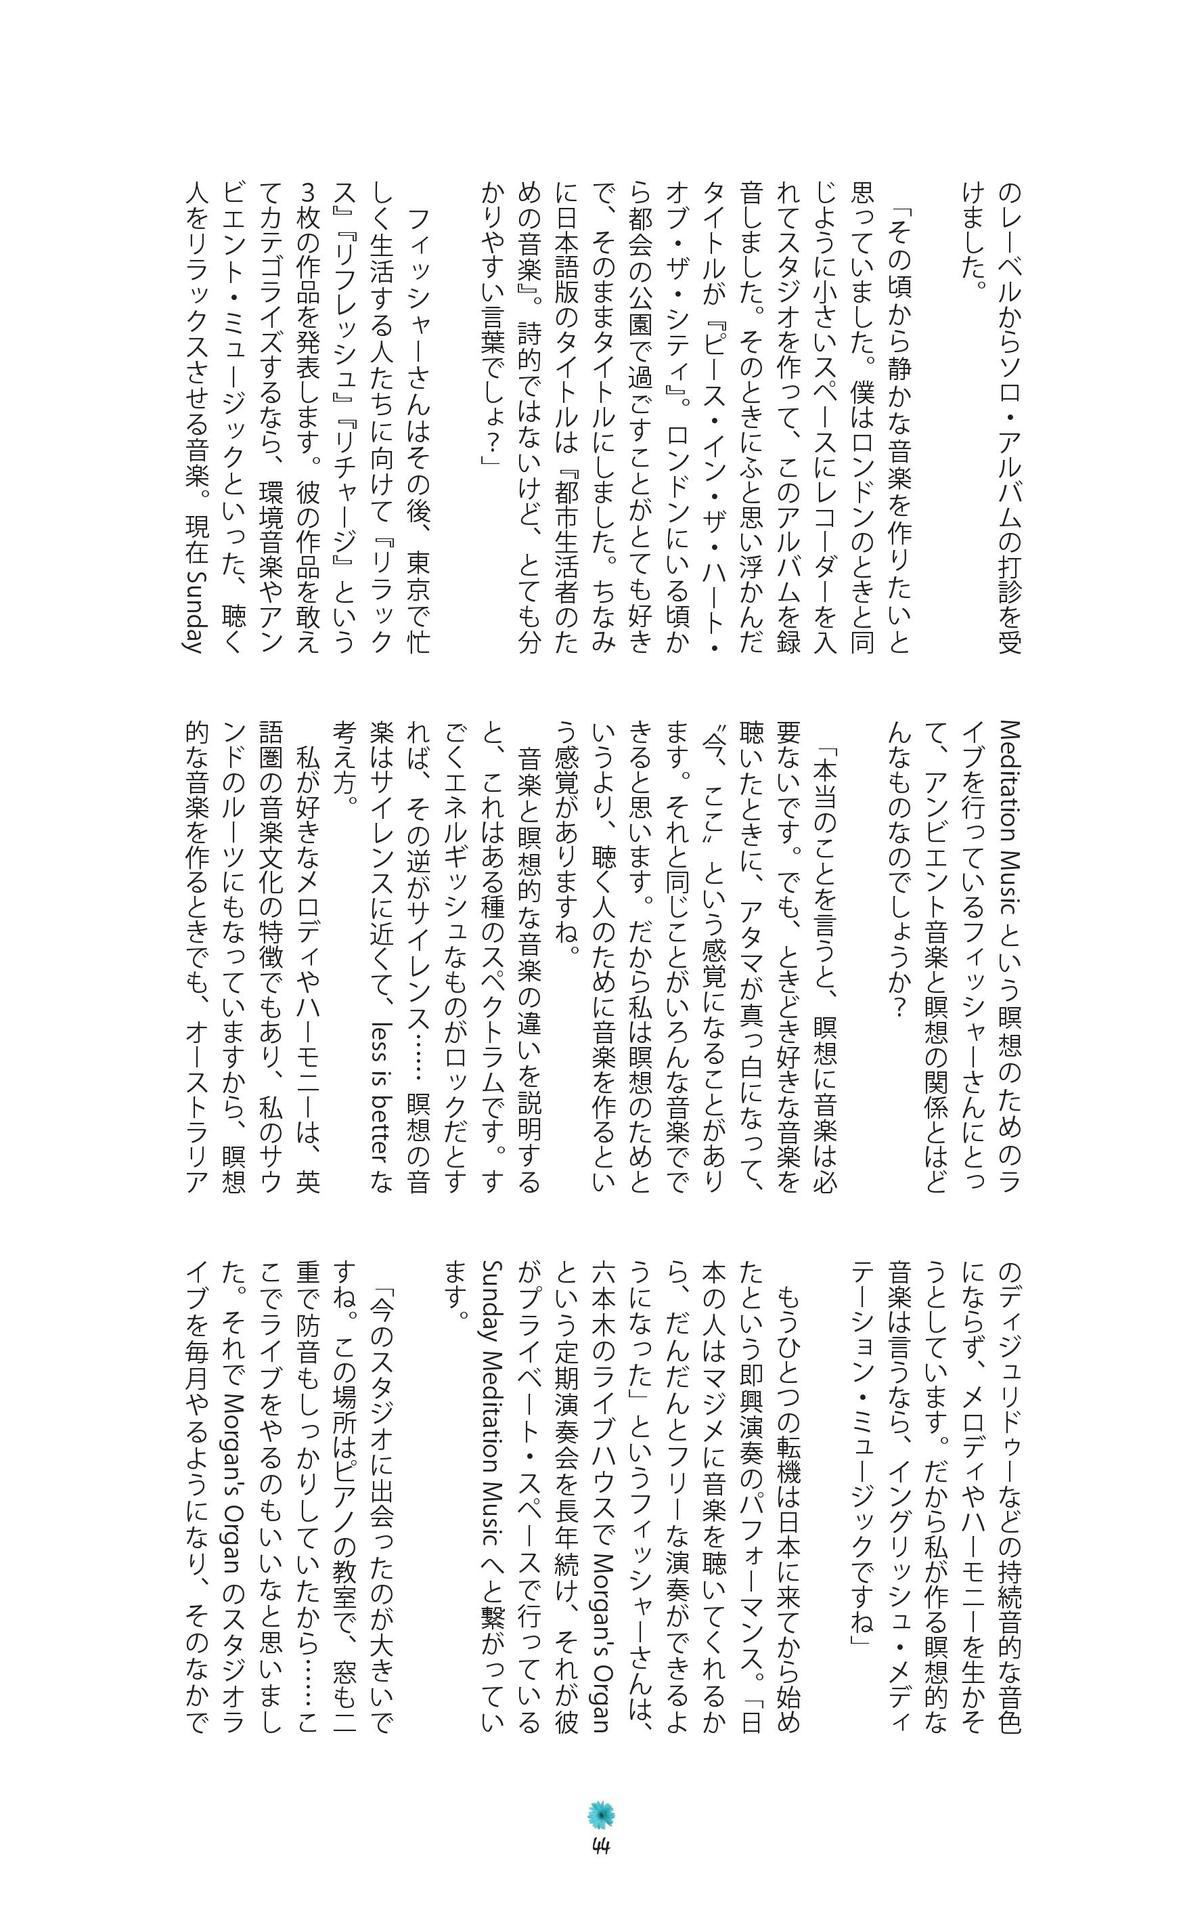 のレーベルからソロ・アルバムの打診を受
けました。
「その頃から静かな音楽を作りたいと
思っていました。僕はロンドンのときと同
じように小さいスペースにレコーダーを入
れてスタジオを作って、このアルバムを録
音しました。そのときにふと思い浮かんだ
タイトルが『ピース・イン・ザ・ハート・
オブ・ザ・シティ』。ロンドンにいる頃か
ら都会の公園で過ごすことがとても好き
で、そのままタイトルにしました。ちなみ
に日本語版のタイトルは『都市生活者のた
めの音楽』。詩的ではないけど、とても分
かりやすい言葉でしょ？」
フィッシャーさんはその後、東京で忙
しく生活する人たちに向けて『リラック
ス』『リフレッシュ』『リチャージ』という
3枚の作品を発表します。彼の作品を敢え
てカテゴライズするなら、環境音楽やアン
ビエント・ミュージックといった、聴く
人をリラックスさせる音楽。現在 Sunday
Meditation Music という瞑想のためのラ
イブを行っているフィッシャーさんにとっ
て、アンビエント音楽と瞑想の関係とはど
んなものなのでしょうか？
「本当のことを言うと、瞑想に音楽は必
要ないです。でも、ときどき好きな音楽を
聴いたときに、アタマが真っ白になって、
〝今、ここ〟という感覚になることがあり
ます。それと同じことがいろんな音楽でで
きると思います。だから私は瞑想のためと
いうより、聴く人のために音楽を作るとい
う感覚がありますね。
音楽と瞑想的な音楽の違いを説明する
と、これはある種のスペクトラムです。す
ごくエネルギッシュなものがロックだとす
れば、その逆がサイレンス……瞑想の音
楽はサイレンスに近くて、less is better な
考え方。
私が好きなメロディやハーモニーは、英
語圏の音楽文化の特徴でもあり、私のサウ
ンドのルーツにもなっていますから、瞑想
的な音楽を作るときでも、オーストラリア
のディジュリドゥーなどの持続音的な音色
にならず、メロディやハーモニーを生かそ
うとしています。だから私が作る瞑想的な
音楽は言うなら、イングリッシュ・メディ
テーション・ミュージックですね」
もうひとつの転機は日本に来てから始め
たという即興演奏のパフォーマンス。「日
本の人はマジメに音楽を聴いてくれるか
ら、だんだんとフリーな演奏ができるよ
うになった」というフィッシャーさんは、
六本木のライブハウスで Morgan's Organ
という定期演奏会を長年続け、それが彼
がプライベート・スペースで行っている
Sunday Meditation Music へと繋がってい
ます。
「今のスタジオに出会ったのが大きいで
すね。この場所はピアノの教室で、窓も二
重で防音もしっかりしていたから……こ
こでライブをやるのもいいなと思いまし
た。それで Morgan's Organ のスタジオラ
イブを毎月やるようになり、そのなかで
44